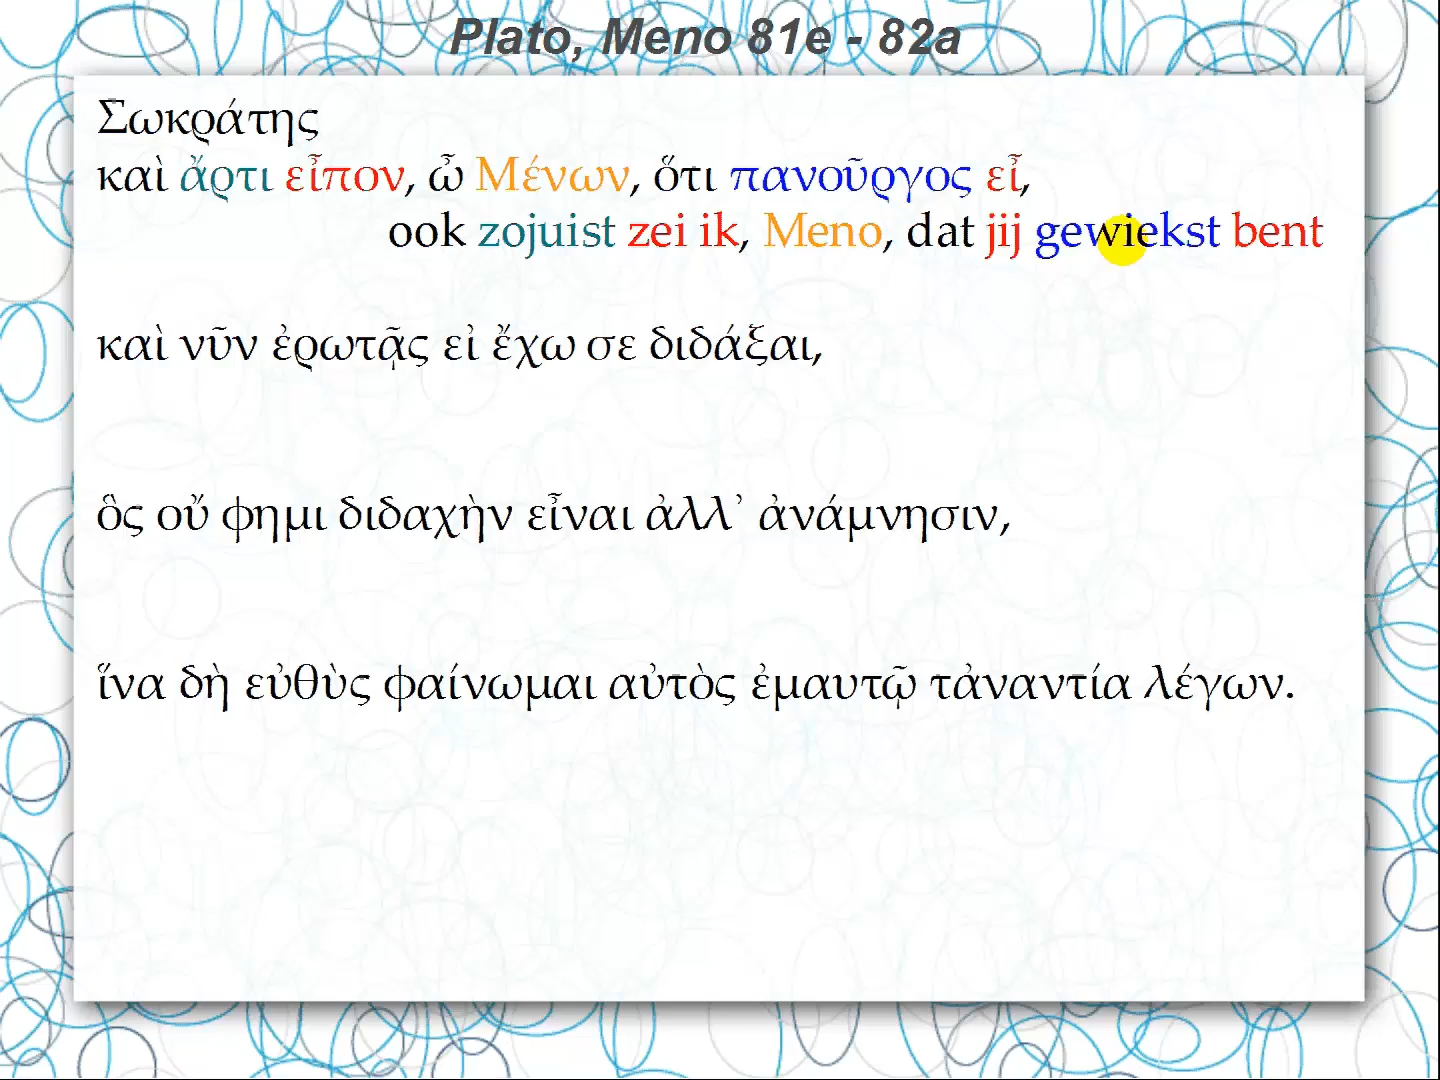 Plato, Meno 81e - 82a
Σωκράτης
καὶ ἄρτι εἶπον, ὦ Μένων, ὅτι πανοῦργος εἶ,
ook zojuist zei ik, Meno, dat jij gewiekst bent
καὶ νῦν ἐρωτᾷς εἰ ἔχω σε διδάξαι,
ὃς οὔ φημι διδαχὴν εἶναι ἀλλ᾽ ἀνάμνησιν,
ἵνα δὴ εὐθὺς φαίνωμαι αὐτὸς ἐμαυτῷ τἀναντία λέγων.